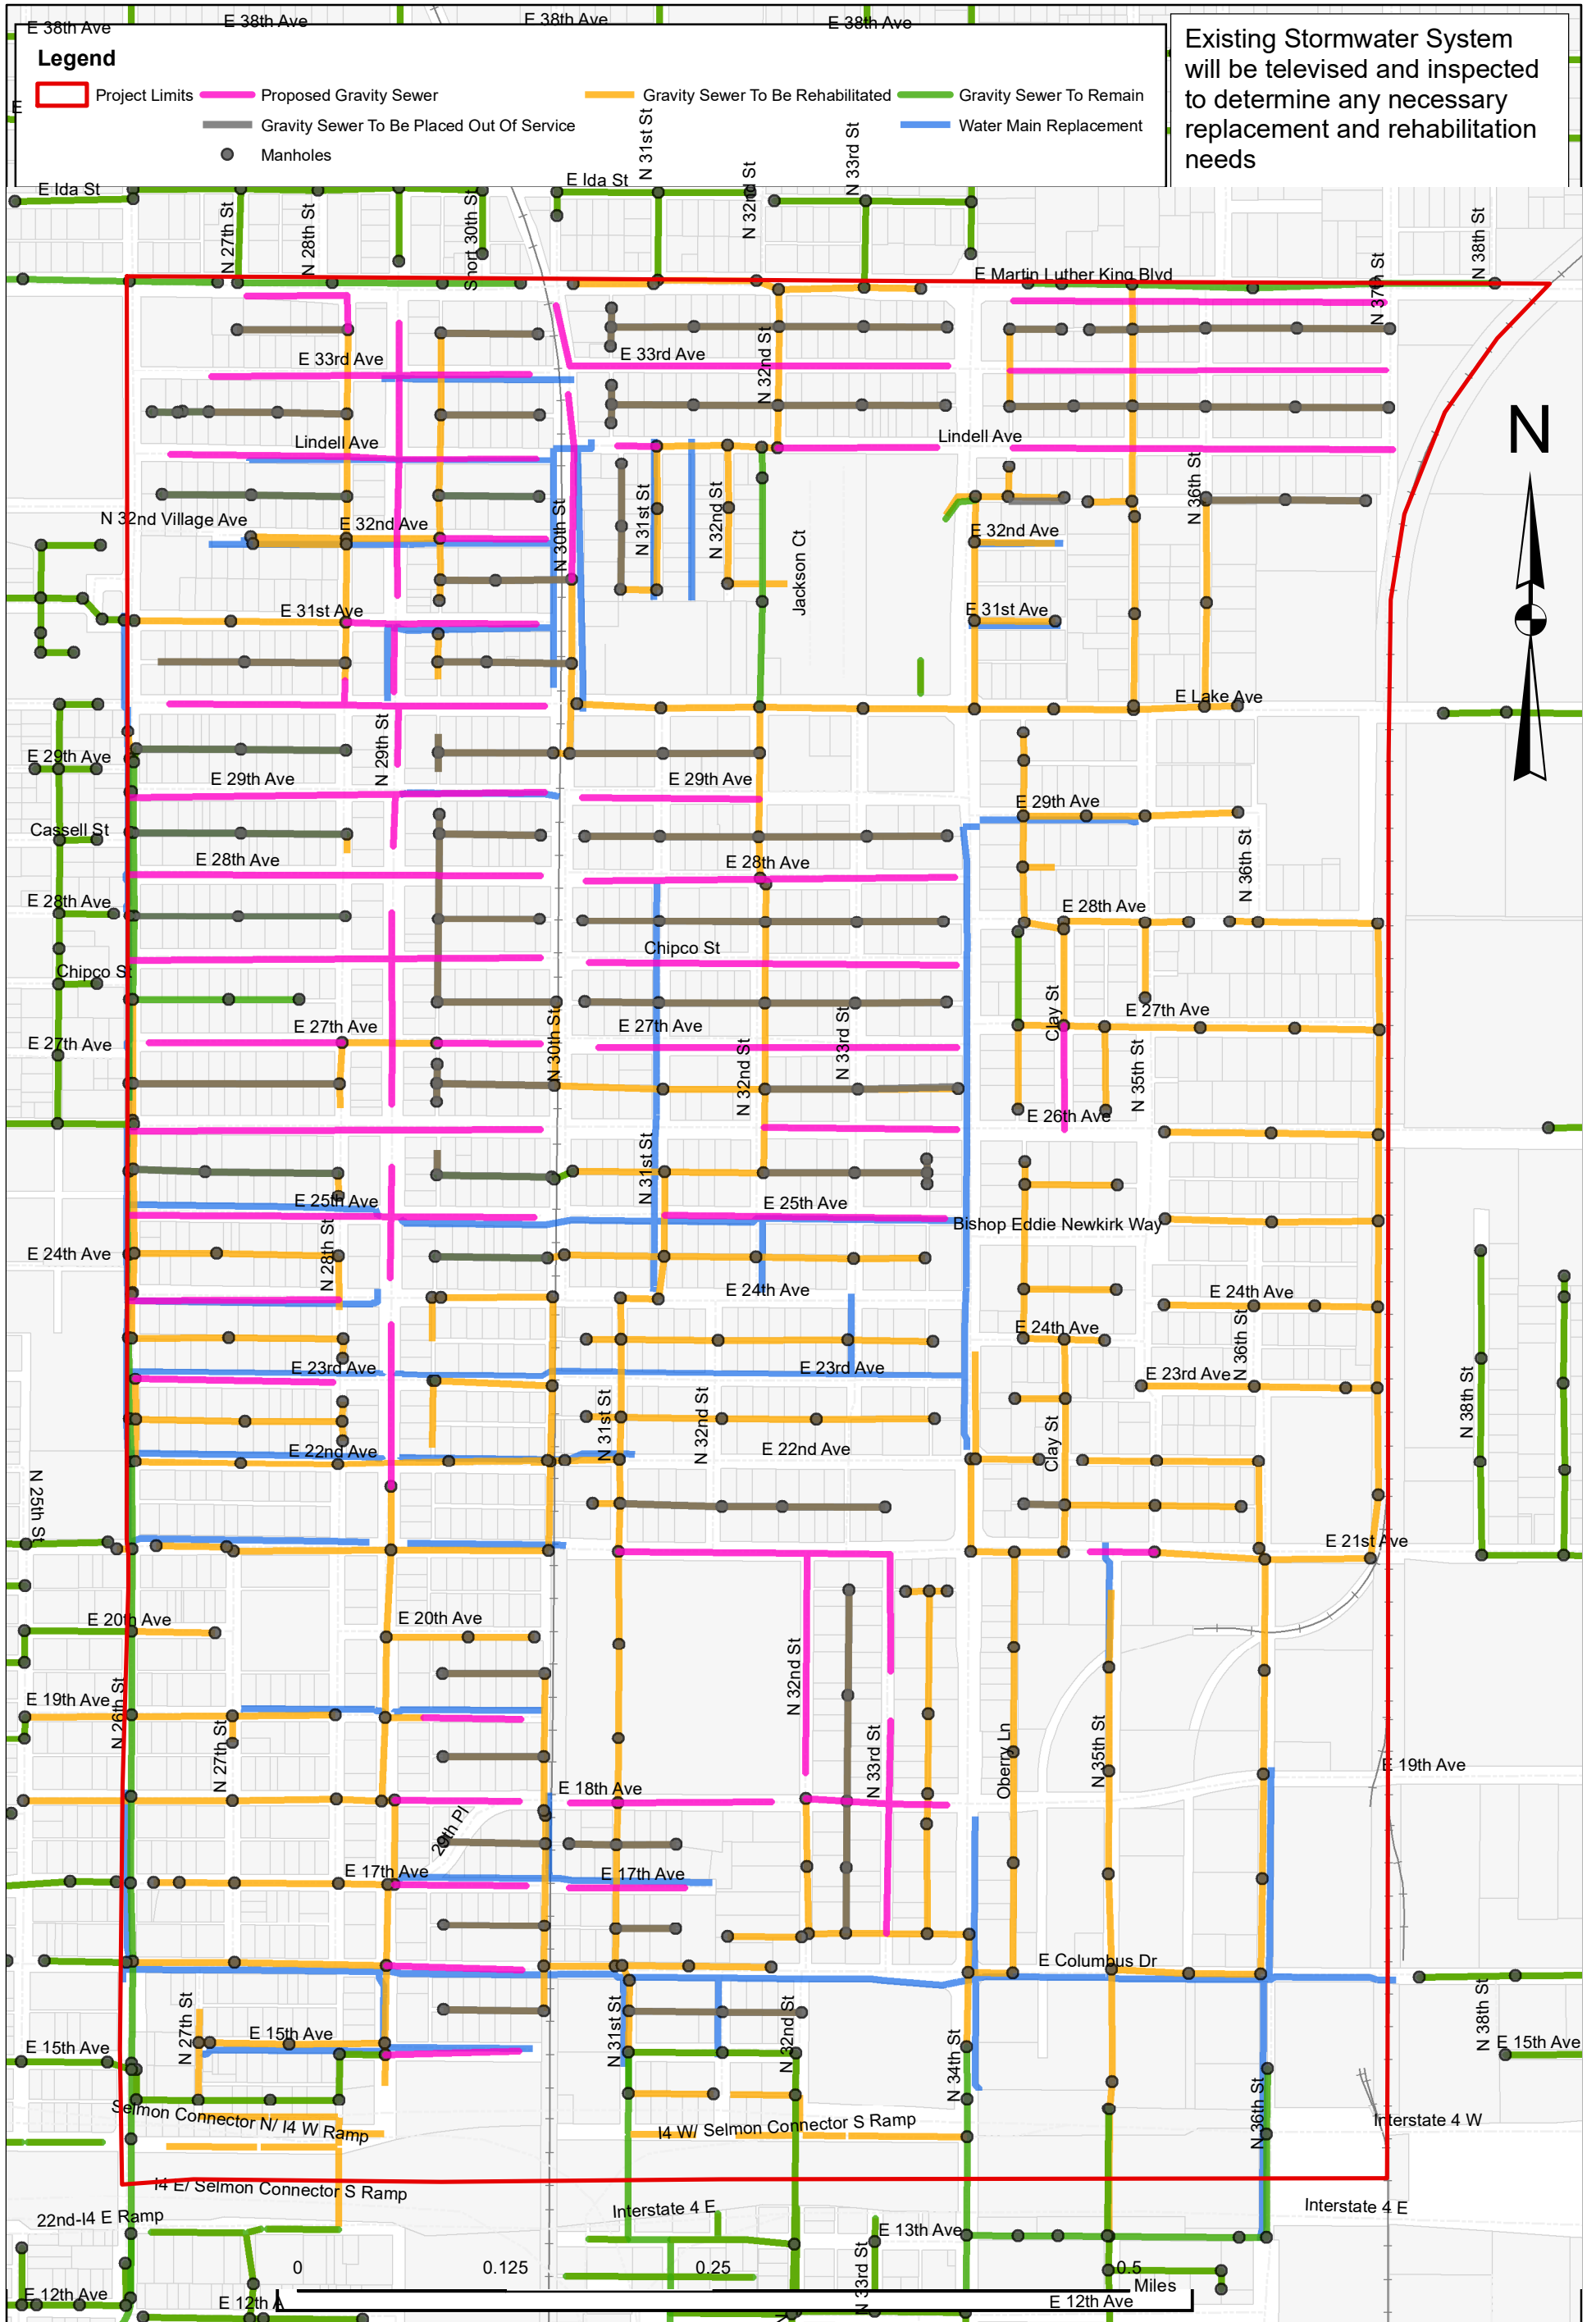 E 38th Ave
E 38th Ave
E 38th Ave
E 38th Ave
Legend
Project Limits
Proposed Gravity Sewer
Gravity Sewer To Be Rehabilitated
Gravity Sewer To Remain
E
Gravity Sewer To Be Placed Out Of Service
Water Main Replacement
Manholes
Existing Stormwater System
will be televised and inspected
to determine any necessary
replacement and rehabilitation
needs
N 31st St
N 32nd St
N 33rd St
E Ida St
E Ida St
N 27th St
N 28th St
Short 30th St
N 38th St
N 37th St
E Martin Luther King Blvd
E 33rd Ave
E 33rd Ave
N 32nd St
Lindell Ave
Lindell Ave
N
N 36th St
N 32nd Village Ave
E 32nd Ave
N 30th St
N 31st St
N 32nd St
Jackson Ct
E 32nd Ave
E 31st Ave
E 31st Ave
E Lake Ave
N 29th St
E 29th Ave
E 29th Ave
E 29th Ave
E 29th Ave
Cassell St
E 28th Ave
E 28th Ave
N 36th St
E 28th Ave
E 28th Ave
Chipco St
Chipco St
E 27th Ave
E 27th Ave
E 27th Ave
E 27th Ave
N 30th St
N 32nd St
N 33rd St
Clay St
N 35th St
E 26th Ave
N 31st St
E 25th Ave
E 25th Ave
Bishop Eddie Newkirk Way
E 24th Ave
N 28th St
E 24th Ave
E 24th Ave
E 24th Ave
N 36th St
E 23rd Ave
E 23rd Ave
E 23rd Ave
N 31st St
N 32nd St
Clay St
N 38th St
E 22nd Ave
E 22nd Ave
N 25th St
E 21st Ave
E 20th Ave
E 20th Ave
N 32nd St
E 19th Ave
N 26th St
N 27th St
N 33rd St
Oberry Ln
N 35th St
E 19th Ave
E 18th Ave
29th Pl
E 17th Ave
E 17th Ave
E Columbus Dr
N 27th St
E 15th Ave
E 15th Ave
N 31st St
N 32nd St
N 34th St
N 36th St
N 38th St
E 15th Ave
Selmon Connector N/ I4 W Ramp
I4 W/ Selmon Connector S Ramp
Interstate 4 W
I4 E/ Selmon Connector S Ramp
22nd-I4 E Ramp
Interstate 4 E
Interstate 4 E
E 13th Ave
N 33rd St
0
0.125
0.25
0.5
Miles
E 12th Ave
E 12th A
E 12th Ave